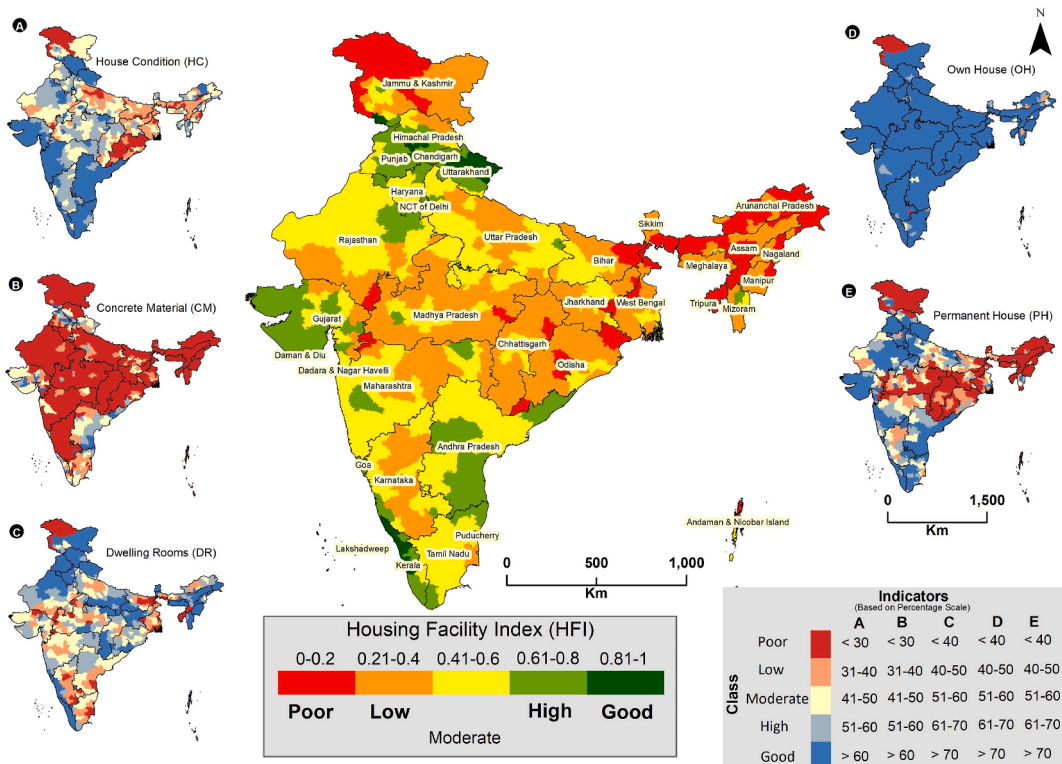 A
House Condition (HC)
N
D
Own House (OH)
Jammu & Kashmir
Himachal Pradesh
Punjab
Chandigarh
Uttarakhand
Haryana
NCT of Delhi
Rajasthan
Uttar Pradesh
Sikkim
Arunanchal Pradesh
Bihar
Assam
Nagaland
Meghalaya
Manipur
Tripura
Mizoram
Jharkhand
West Bengal
Gujarat
Madhya Pradesh
Chhattisgarh
Daman & Diu
Dadara & Nagar Havelli
Odisha
Maharashtra
Andhra Pradesh
Goa
Karnataka
Puducherry
Lakshadweep
Tamil Nadu
Kerala
Andaman & Nicobar Island
B
Concrete Material (CM)
E
Permanent House (PH)
0 1,500
Km
C
Dwelling Rooms (DR)
0 500 1,000
Km
Housing Facility Index (HFI)
0-0.2 0.21-0.4 0.41-0.6 0.61-0.8 0.81-1
Poor Low High Good
Moderate
Indicators
(Based on Percentage Scale)
A B C D E
Class
Poor < 30 < 30 < 40 < 40 < 40
Low 31-40 31-40 40-50 40-50 40-50
Moderate 41-50 41-50 51-60 51-60 51-60
High 51-60 51-60 61-70 61-70 61-70
Good > 60 > 60 > 70 > 70 > 70